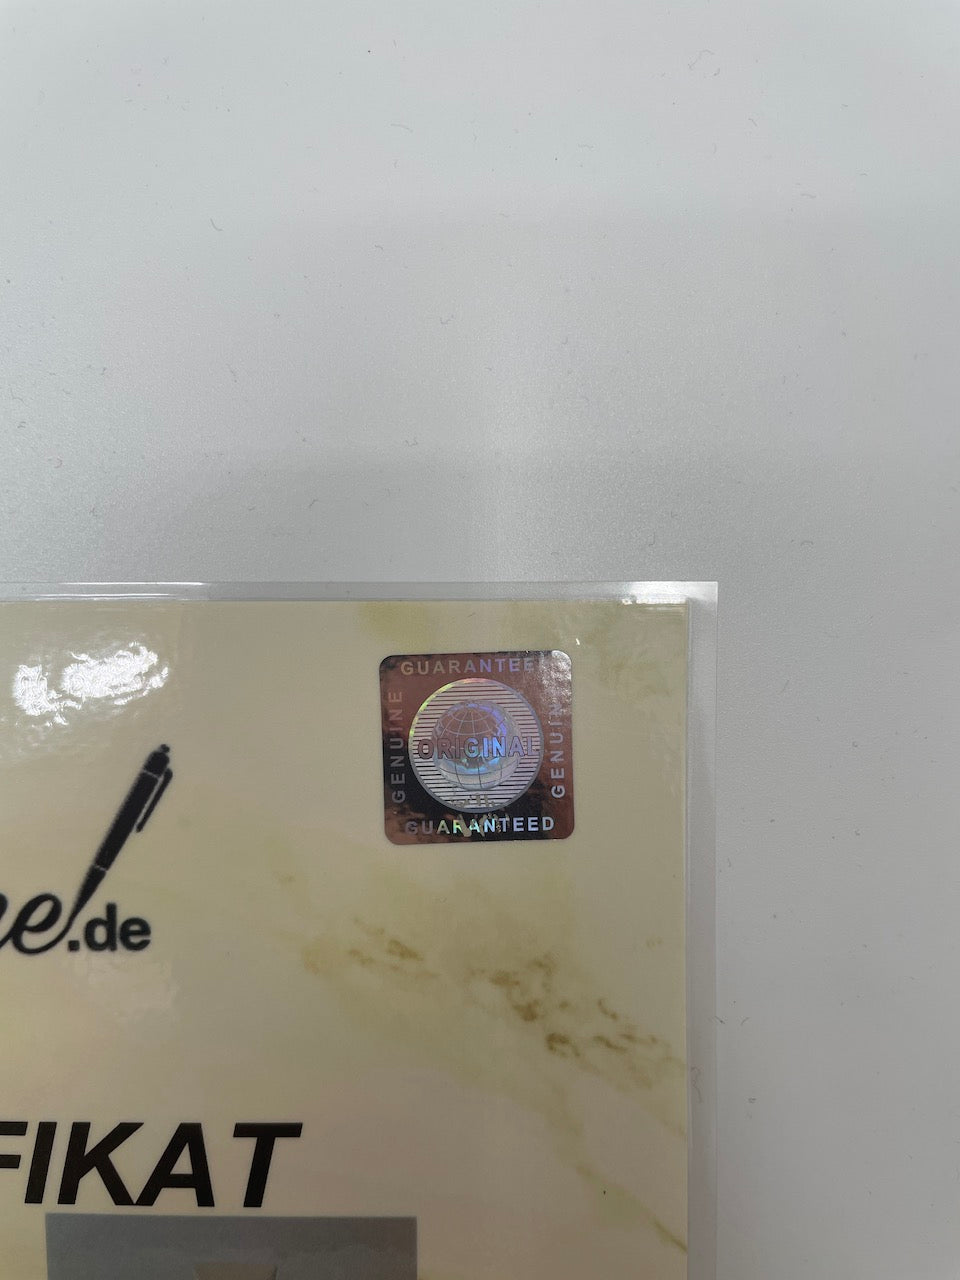 GUARANTEE
GENUINE
ORIGINAL
GENUINE
GUARANTEED
e!.de
FIKAT